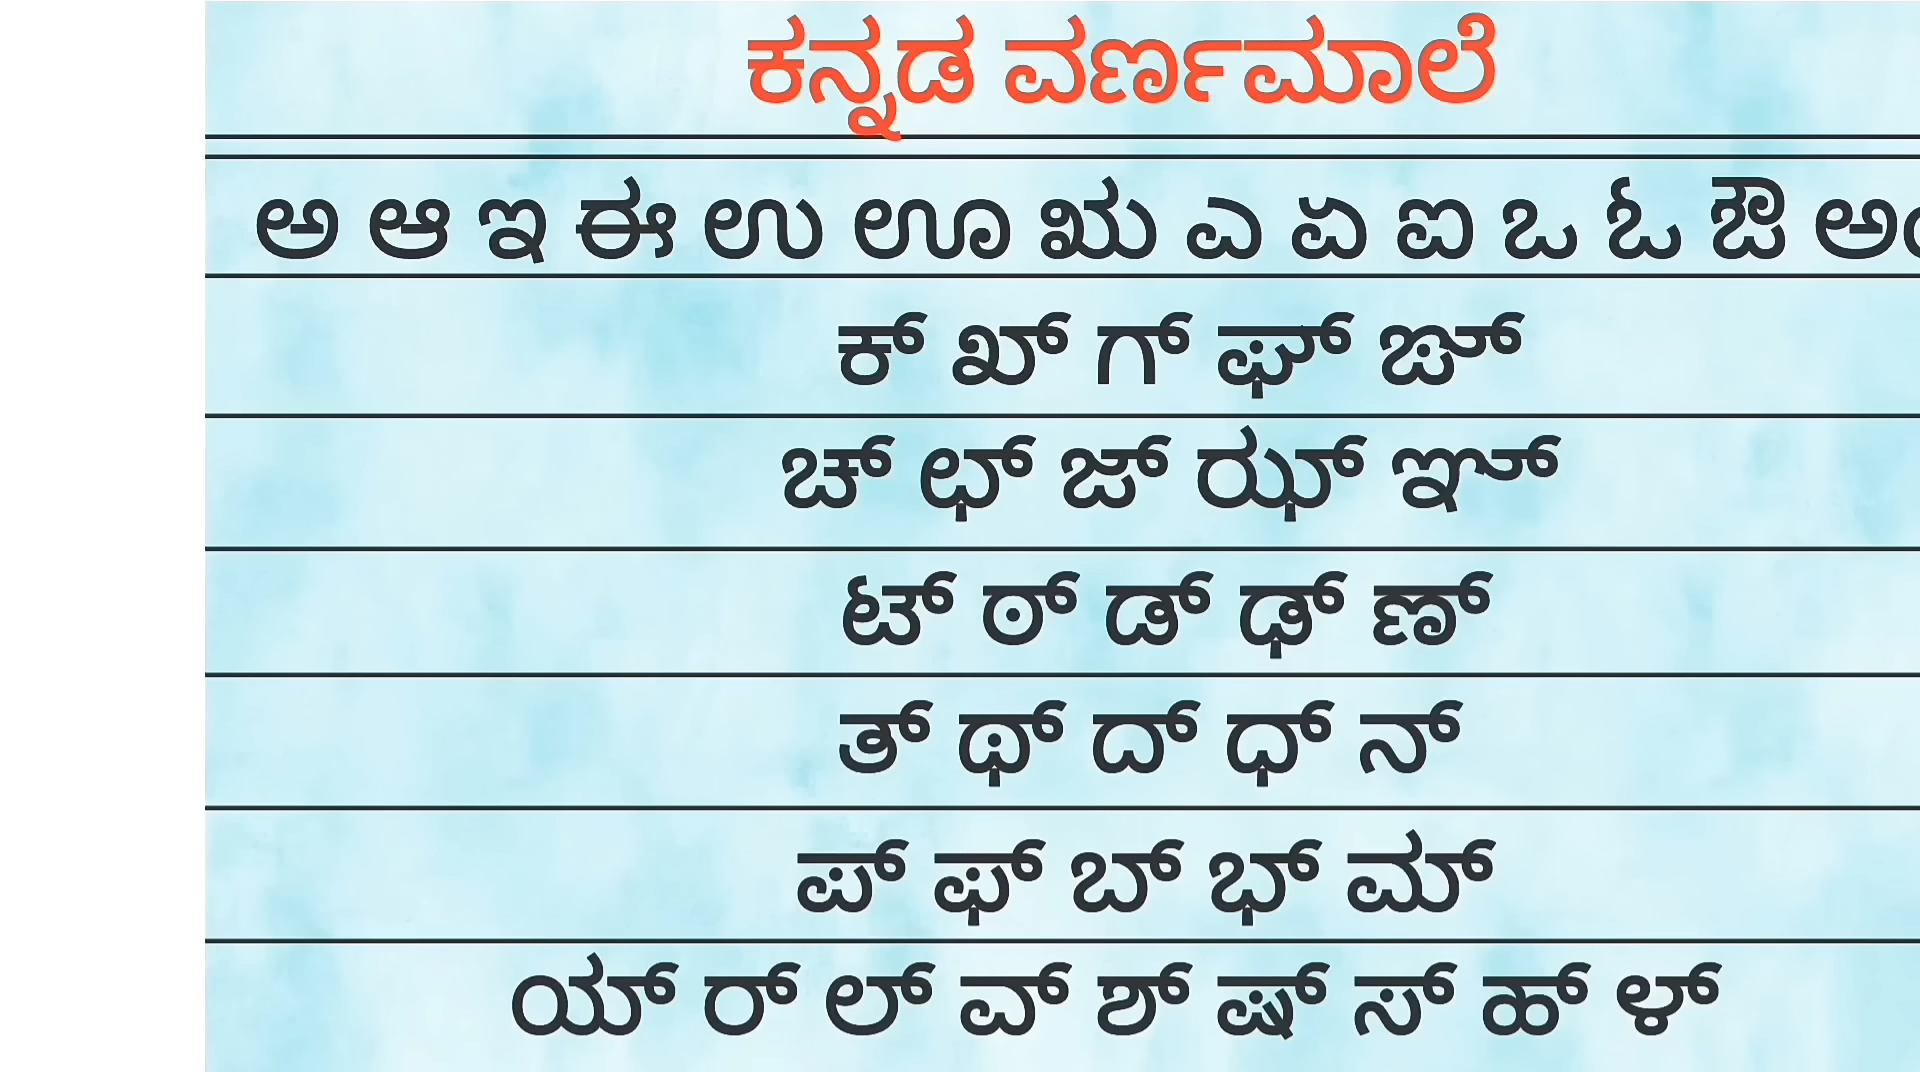 ಕನ್ನಡ ವರ್ಣಮಾಲೆ
ಅ ಆ ಇ ಈ ಉ ಊ ಋ ಎ ಏ ಐ ಒ ಓ ಔ
ಕ್ ಖ್ ಗ್ ಘ್ ಙ್
ಚ್ ಛ್ ಜ್ ಝ್ ಞ್
ಟ್ ಠ್ ಡ್ ಢ್ ಣ್
ತ್ ಥ್ ದ್ ಧ್ ನ್
ಪ್ ಫ್ ಬ್ ಭ್ ಮ್
ಯ್ ರ್ ಲ್ ವ್ ಶ್ ಷ್ ಸ್ ಹ್ ಳ್